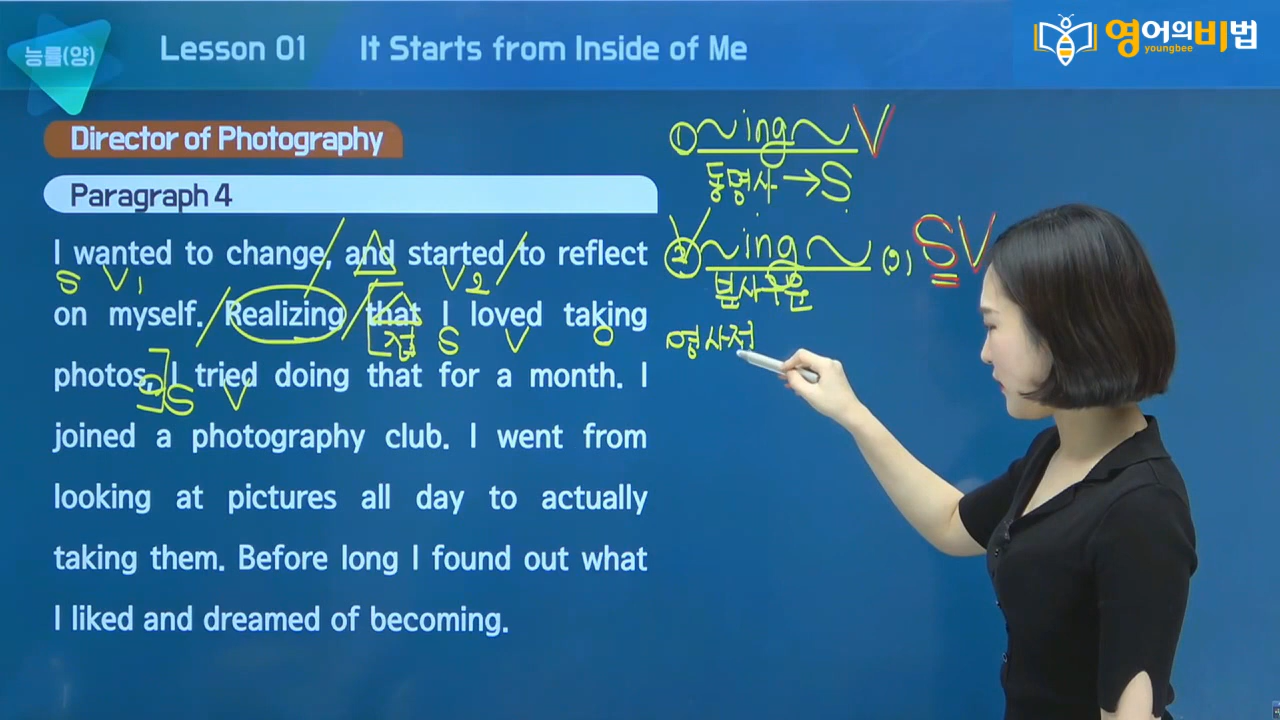 능률(양)
Lesson 01 It Starts from Inside of Me
영어의비법
youngbee
Director of Photography
Paragraph 4
I wanted to change, and started to reflect
S V1 V2
on myself. Realizing that I loved taking
접 S V O
photos, I tried doing that for a month. I
S V
joined a photography club. I went from
looking at pictures all day to actually
taking them. Before long I found out what
I liked and dreamed of becoming.
① ~ing~ V
동명사 → S
② ~ing~ (,) S V
분사구문
명사절